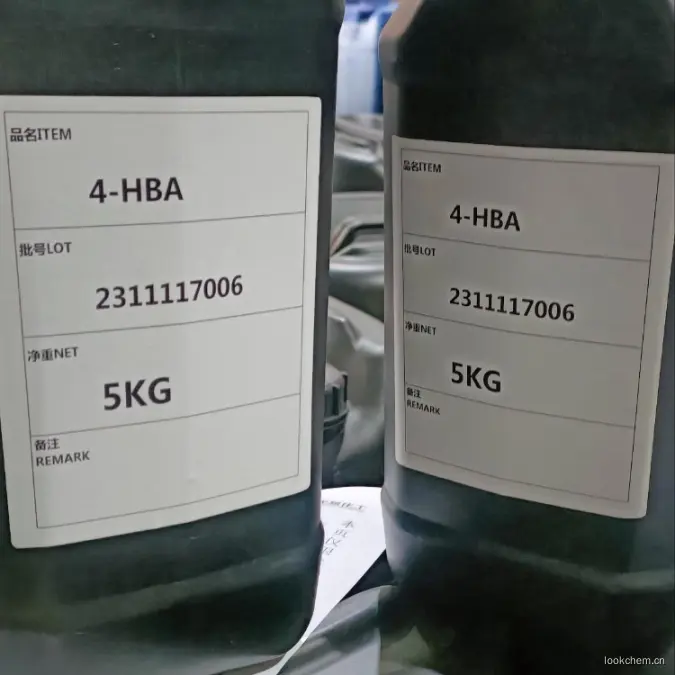 品名ITEM
4-HBA
批号LOT
2311117006
净重NET
5KG
备注
REMARK
品名ITEM
4-HBA
批号LOT
2311117006
净重NET
5KG
备注
REMARK
lookchem.cn